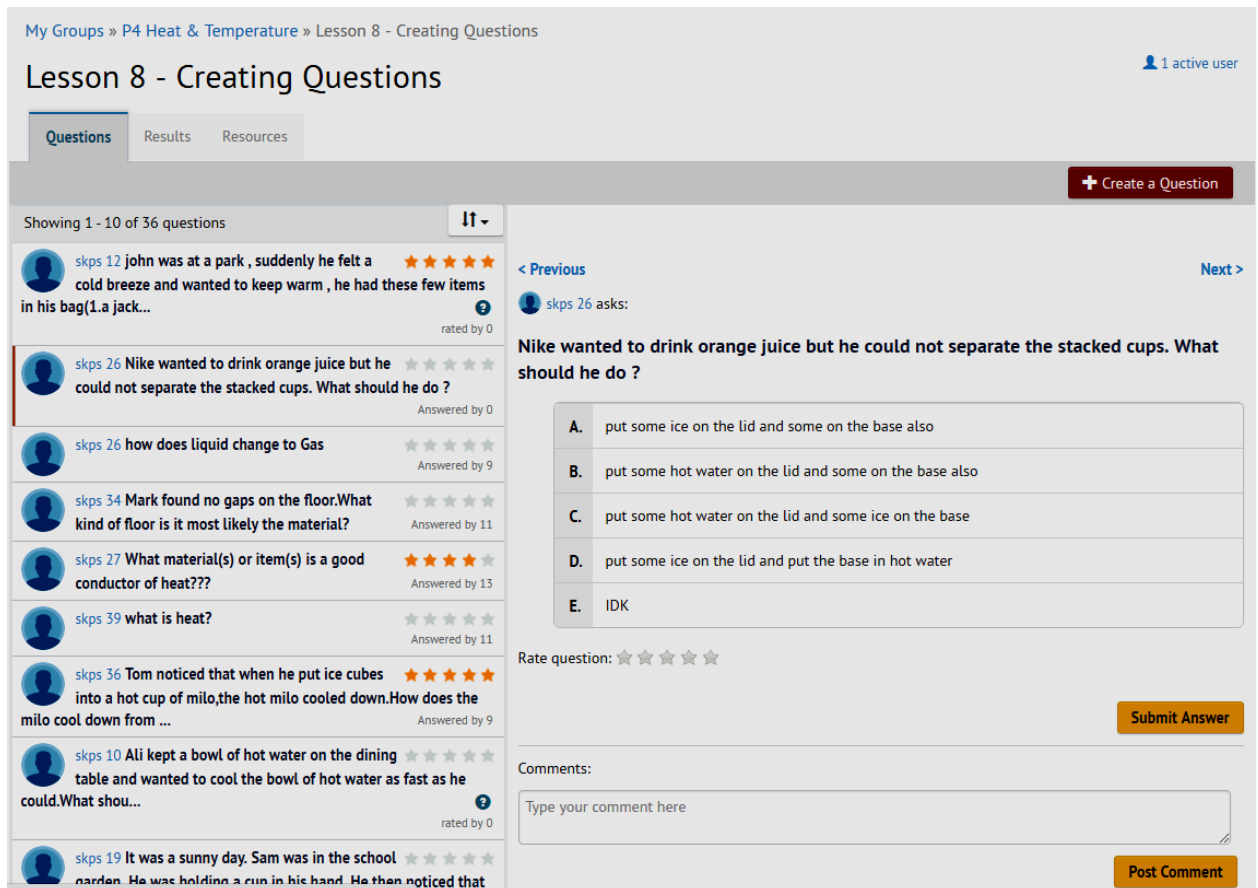 My Groups » P4 Heat & Temperature » Lesson 8 - Creating Questions
Lesson 8 - Creating Questions
1 active user
Questions
Results
Resources
Create a Question
Showing 1 - 10 of 36 questions
skps 12 john was at a park , suddenly he felt a
cold breeze and wanted to keep warm , he had these few items
in his bag(1.a jack...
rated by 0
skps 26 Nike wanted to drink orange juice but he
could not separate the stacked cups. What should he do ?
Answered by 0
skps 26 how does liquid change to Gas
Answered by 9
skps 34 Mark found no gaps on the floor.What
kind of floor is it most likely the material?
Answered by 11
skps 27 What material(s) or item(s) is a good
conductor of heat???
Answered by 13
skps 39 what is heat?
Answered by 11
skps 36 Tom noticed that when he put ice cubes
into a hot cup of milo,the hot milo cooled down.How does the
milo cool down from ...
Answered by 9
skps 10 Ali kept a bowl of hot water on the dining
table and wanted to cool the bowl of hot water as fast as he
could.What shou...
rated by 0
skps 19 It was a sunny day. Sam was in the school
garden. He was holding a cup in his hand. He then noticed that
< Previous
Next >
skps 26 asks:
Nike wanted to drink orange juice but he could not separate the stacked cups. What
should he do ?
A. put some ice on the lid and some on the base also
B. put some hot water on the lid and some on the base also
C. put some hot water on the lid and some ice on the base
D. put some ice on the lid and put the base in hot water
E. IDK
Rate question:
Submit Answer
Comments:
Type your comment here
Post Comment